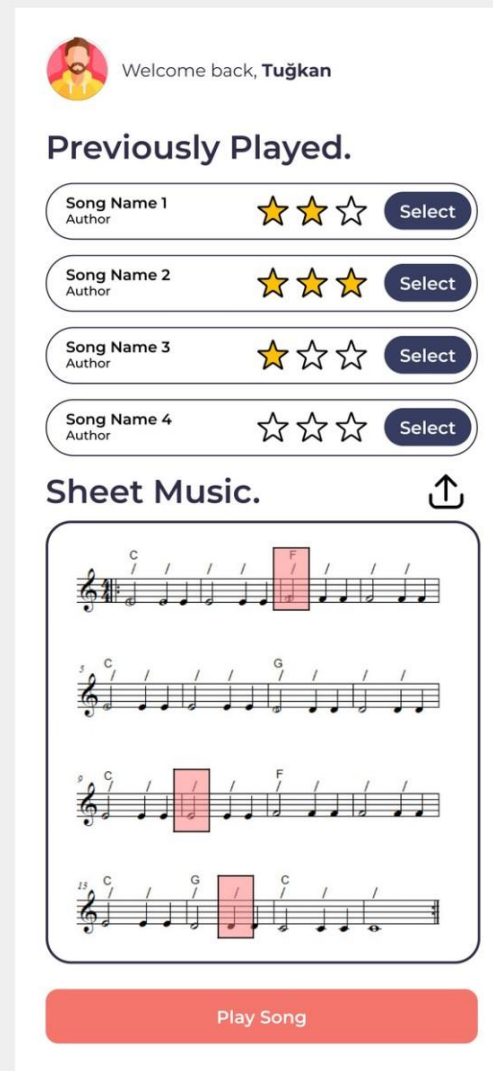 Welcome back, Tuğkan
Previously Played.
Song Name 1
Author
Select
Song Name 2
Author
Select
Song Name 3
Author
Select
Song Name 4
Author
Select
Sheet Music.
C F
5 C G
9 C F
13 C G C
Play Song